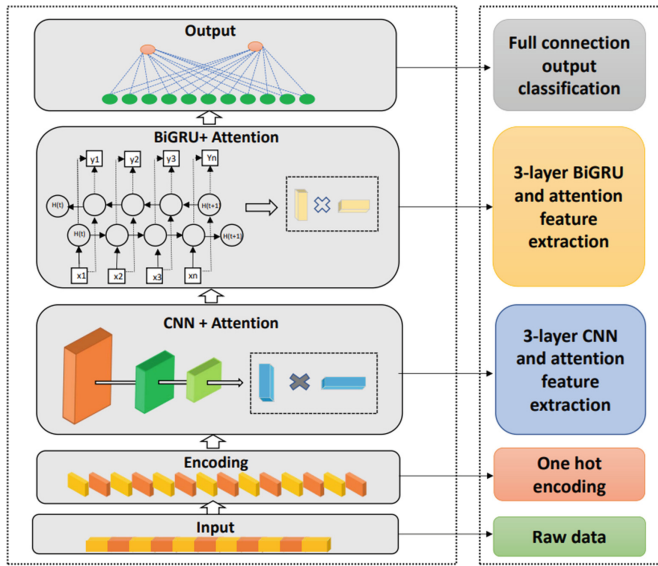 Output
Full connection
output
classification
BiGRU+ Attention
y1
y2
y3
Yn
H(t)
H(t+1)
H(t)
H(t+1)
x1
x2
x3
xn
3-layer BiGRU
and attention
feature
extraction
CNN + Attention
3-layer CNN
and attention
feature
extraction
Encoding
One hot
encoding
Input
Raw data